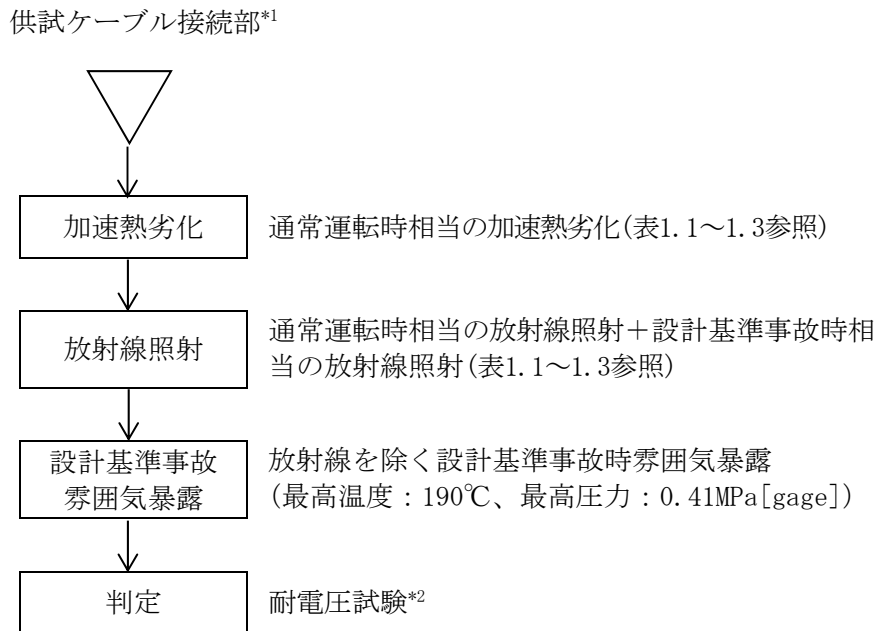 供試ケーブル接続部*1
加速熱劣化
通常運転時相当の加速熱劣化(表1.1～1.3参照)
放射線照射
通常運転時相当の放射線照射＋設計基準事故時相
当の放射線照射(表1.1～1.3参照)
設計基準事故
雰囲気暴露
放射線を除く設計基準事故時雰囲気暴露
(最高温度：190℃、最高圧力：0.41MPa[gage])
判定
耐電圧試験*2